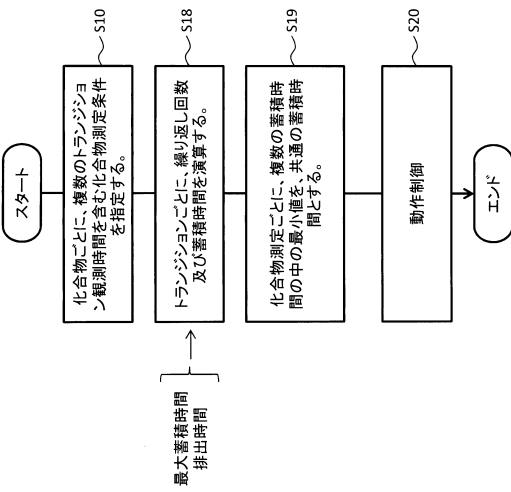 スタート
化合物ごとに、複数のトランジショ
ン観測時間を含む化合物測定条件
を指定する。
S10
最大蓄積時間
排出時間
トランジションごとに、繰り返し回数
及び蓄積時間を演算する。
S18
化合物測定ごとに、複数の蓄積時
間の中の最小値を、共通の蓄積時
間とする。
S19
動作制御
S20
エンド